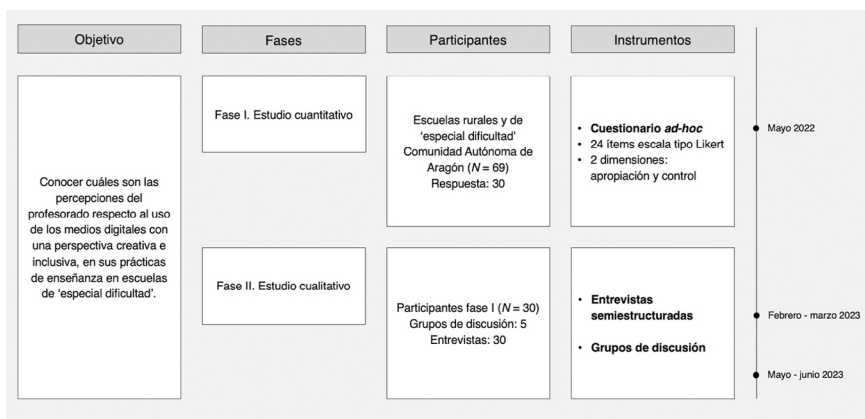 Objetivo
Fases
Participantes
Instrumentos
Conocer cuáles son las
percepciones del
profesorado respecto al uso
de los medios digitales con
una perspectiva creativa e
inclusiva, en sus prácticas
de enseñanza en escuelas
de ‘especial dificultad’.
Fase I. Estudio cuantitativo
Escuelas rurales y de
‘especial dificultad’
Comunidad Autónoma de
Aragón (N = 69)
Respuesta: 30
• Cuestionario ad-hoc
• 24 ítems escala tipo Likert
• 2 dimensiones:
apropiación y control
Mayo 2022
Fase II. Estudio cualitativo
Participantes fase I (N = 30)
Grupos de discusión: 5
Entrevistas: 30
• Entrevistas
semiestructuradas
• Grupos de discusión
Febrero - marzo 2023
Mayo - junio 2023